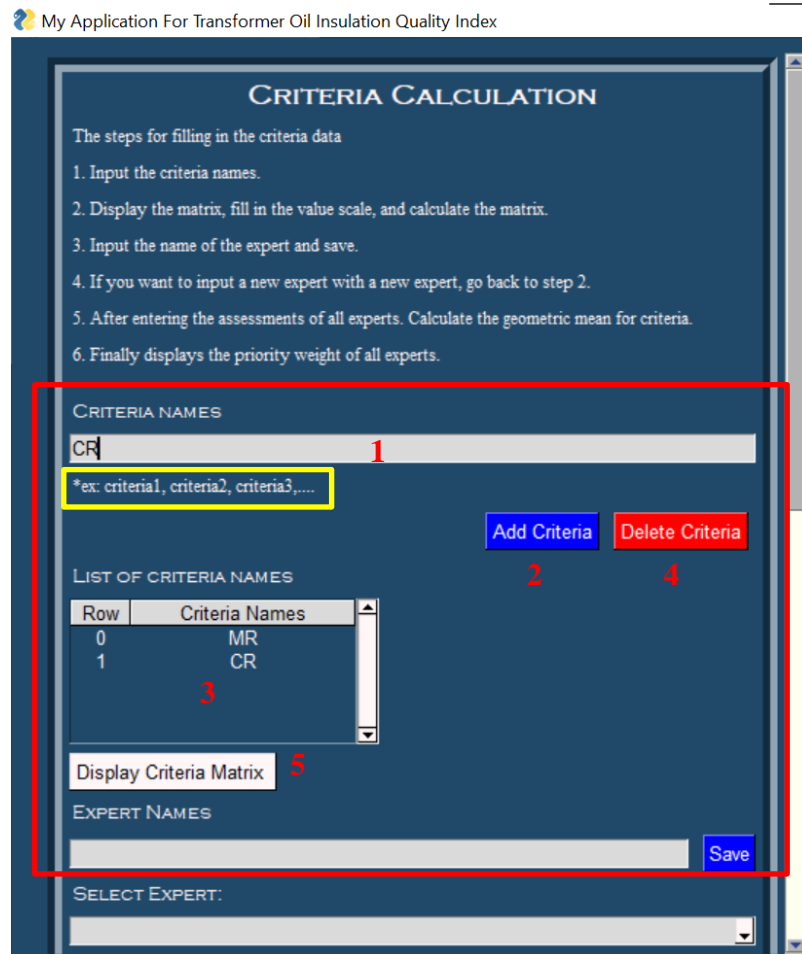 My Application For Transformer Oil Insulation Quality Index
CRITERIA CALCULATION
The steps for filling in the criteria data
1. Input the criteria names.
2. Display the matrix, fill in the value scale, and calculate the matrix.
3. Input the name of the expert and save.
4. If you want to input a new expert with a new expert, go back to step 2.
5. After entering the assessments of all experts. Calculate the geometric mean for criteria.
6. Finally displays the priority weight of all experts.
CRITERIA NAMES
CR 1
*ex: criteria1, criteria2, criteria3,....
Add Criteria Delete Criteria
2 4
LIST OF CRITERIA NAMES
Row Criteria Names
0 MR
1 CR
3
Display Criteria Matrix 5
EXPERT NAMES
Save
SELECT EXPERT: